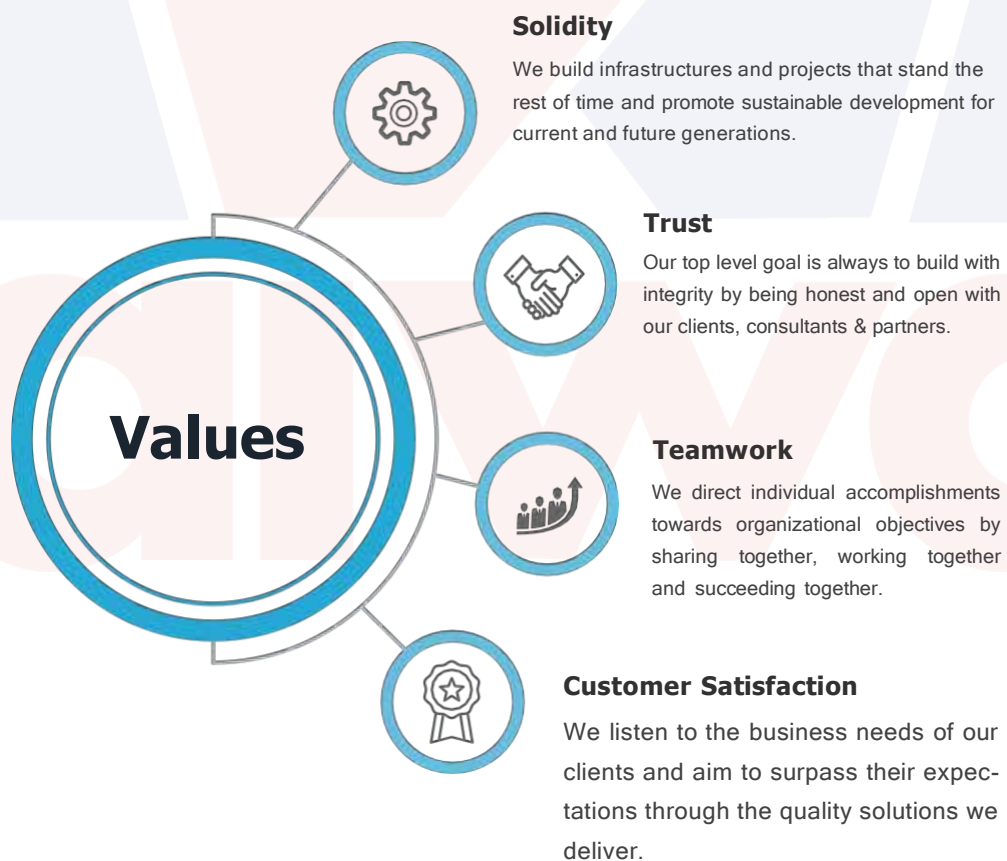 Solidity
We build infrastructures and projects that stand the
rest of time and promote sustainable development for
current and future generations.
Trust
Our top level goal is always to build with
integrity by being honest and open with
our clients, consultants & partners.
Values
Teamwork
We direct individual accomplishments
towards organizational objectives by
sharing together, working together
and succeeding together.
Customer Satisfaction
We listen to the business needs of our
clients and aim to surpass their expec-
tations through the quality solutions we
deliver.